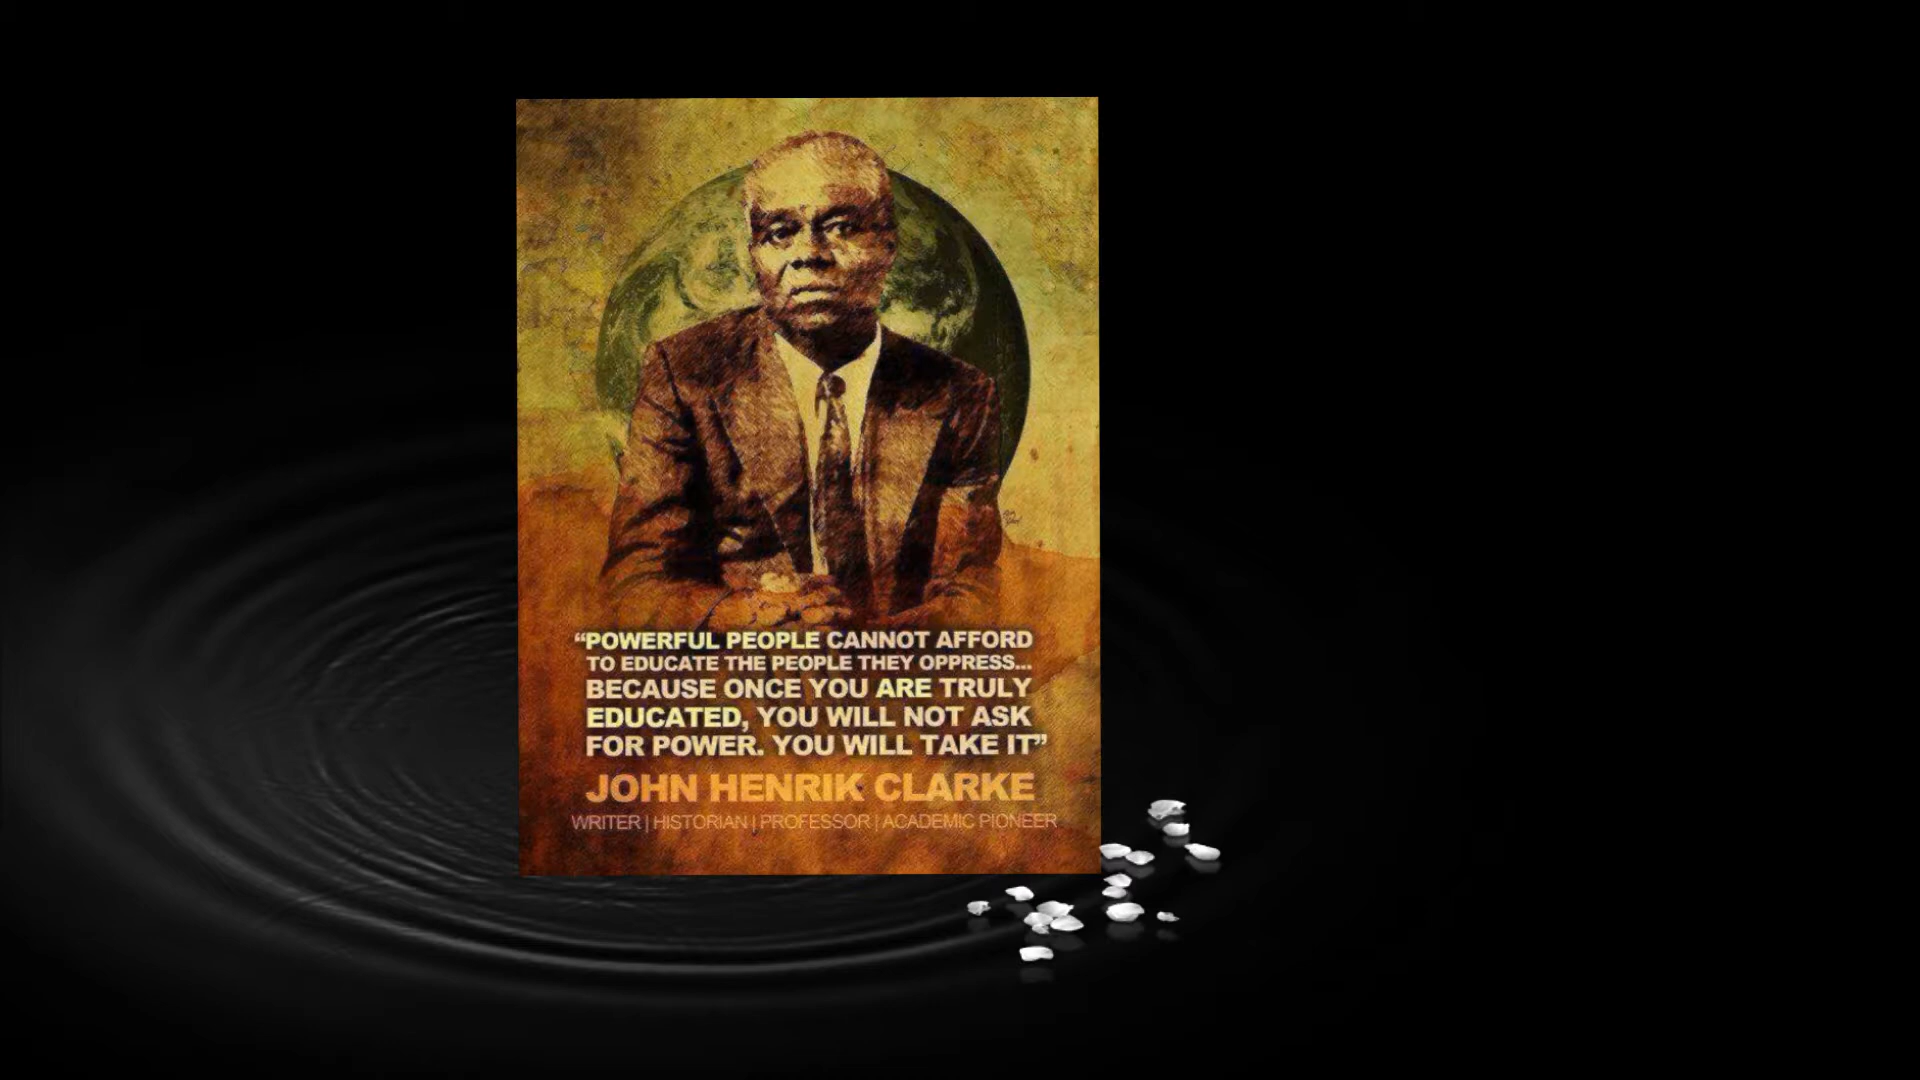 “POWERFUL PEOPLE CANNOT AFFORD
TO EDUCATE THE PEOPLE THEY OPPRESS...
BECAUSE ONCE YOU ARE TRULY
EDUCATED, YOU WILL NOT ASK
FOR POWER. YOU WILL TAKE IT”
JOHN HENRIK CLARKE
WRITER | HISTORIAN | PROFESSOR | ACADEMIC PIONEER